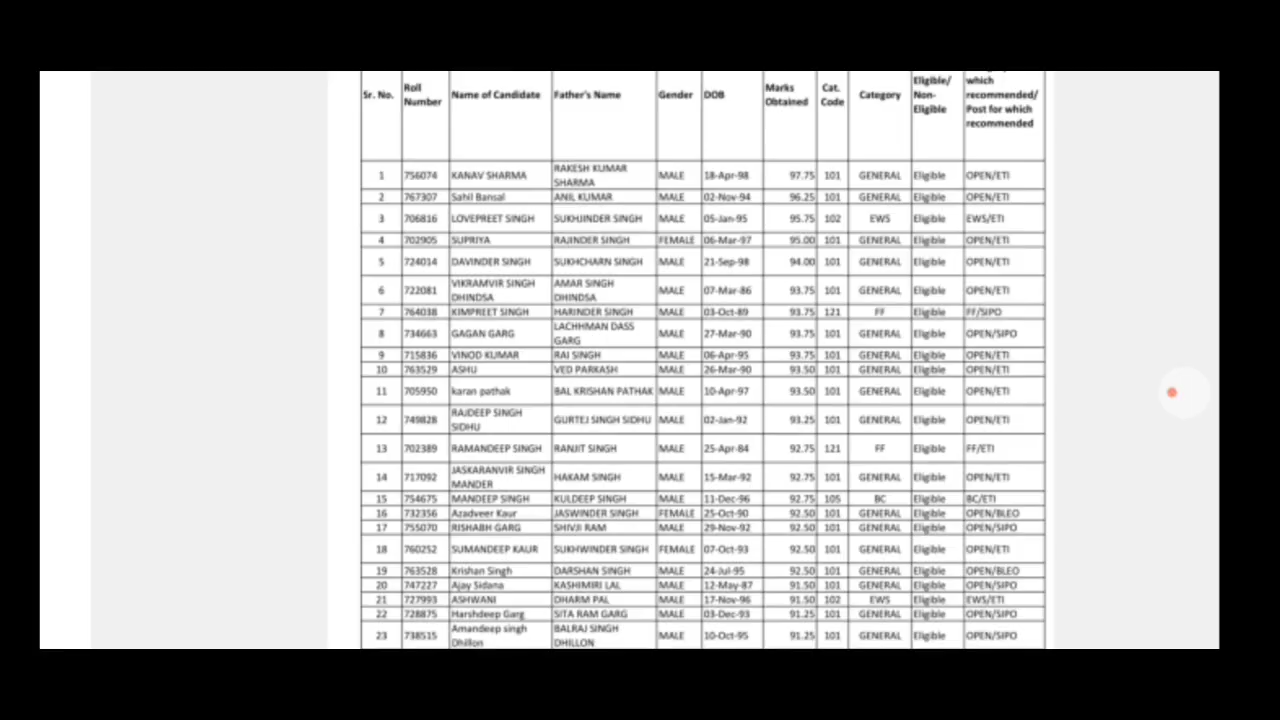 Sr. No. Roll Number Name of Candidate Father's Name Gender DOB Marks Obtained Cat. Code Category Eligible/ Non-Eligible which recommended/ Post for which recommended
1 756074 KANAV SHARMA RAKESH KUMAR SHARMA MALE 18-Apr-98 97.75 101 GENERAL Eligible OPEN/ETI
2 767307 Sahil Bansal ANIL KUMAR MALE 02-Nov-94 96.25 101 GENERAL Eligible OPEN/ETI
3 706816 LOVEPREET SINGH SUKHJINDER SINGH MALE 05-Jan-95 95.75 102 EWS Eligible EWS/ETI
4 702905 SUPRIYA RAJINDER SINGH FEMALE 06-Mar-97 95.00 101 GENERAL Eligible OPEN/ETI
5 724014 DAVINDER SINGH SUKHCHARN SINGH MALE 21-Sep-98 94.00 101 GENERAL Eligible OPEN/ETI
6 722081 VIKRAMVIR SINGH DHINDSA AMAR SINGH DHINDSA MALE 07-Mar-86 93.75 101 GENERAL Eligible OPEN/ETI
7 764038 KIMPREET SINGH HARINDER SINGH MALE 03-Oct-89 93.75 121 FF Eligible FF/SIPO
8 734663 GAGAN GARG LACHHMAN DASS GARG MALE 27-Mar-90 93.75 101 GENERAL Eligible OPEN/SIPO
9 715836 VINOD KUMAR RAI SINGH MALE 06-Apr-95 93.75 101 GENERAL Eligible OPEN/ETI
10 763529 ASHU VED PARKASH MALE 26-Mar-90 93.50 101 GENERAL Eligible OPEN/ETI
11 705950 karan pathak BAL KRISHAN PATHAK MALE 10-Apr-97 93.50 101 GENERAL Eligible OPEN/ETI
12 749828 RAJDEEP SINGH SIDHU GURTEJ SINGH SIDHU MALE 02-Jan-92 93.25 101 GENERAL Eligible OPEN/ETI
13 702389 RAMANDEEP SINGH RANJIT SINGH MALE 25-Apr-84 92.75 121 FF Eligible FF/ETI
14 717092 JASKARANVIR SINGH MANDER HAKAM SINGH MALE 15-Mar-92 92.75 101 GENERAL Eligible OPEN/ETI
15 754675 MANDEEP SINGH KULDEEP SINGH MALE 11-Dec-96 92.75 105 BC Eligible BC/ETI
16 732356 Azadveer Kaur JASWINDER SINGH FEMALE 25-Oct-90 92.50 101 GENERAL Eligible OPEN/BLEO
17 755070 RISHABH GARG SHIVJI RAM MALE 29-Nov-92 92.50 101 GENERAL Eligible OPEN/SIPO
18 760252 SUMANDEEP KAUR SUKHWINDER SINGH FEMALE 07-Oct-93 92.50 101 GENERAL Eligible OPEN/ETI
19 763528 Krishan Singh DARSHAN SINGH MALE 24-Jul-95 92.50 101 GENERAL Eligible OPEN/BLEO
20 747227 Ajay Sidana KASHIMIRI LAL MALE 12-May-87 91.50 101 GENERAL Eligible OPEN/SIPO
21 727993 ASHWANI DHARM PAL MALE 17-Nov-96 91.50 102 EWS Eligible EWS/ETI
22 728875 Harshdeep Garg SITA RAM GARG MALE 03-Dec-93 91.25 101 GENERAL Eligible OPEN/SIPO
23 738515 Amandeep singh Dhillon BALRAJ SINGH DHILLON MALE 10-Oct-95 91.25 101 GENERAL Eligible OPEN/SIPO